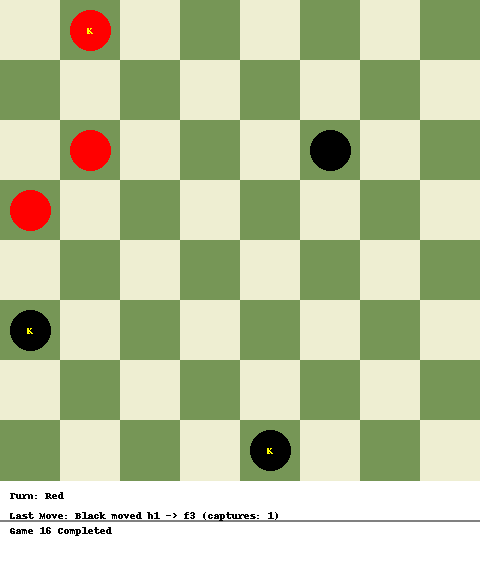 K
K
K
Turn: Red
Last Move: Black moved h1 -> f3 (captures: 1)
Game 16 Completed